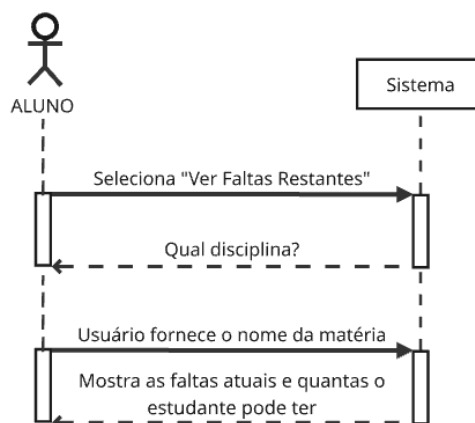 ALUNO
Sistema
Seleciona "Ver Faltas Restantes"
Qual disciplina?
Usuário fornece o nome da matéria
Mostra as faltas atuais e quantas o
estudante pode ter